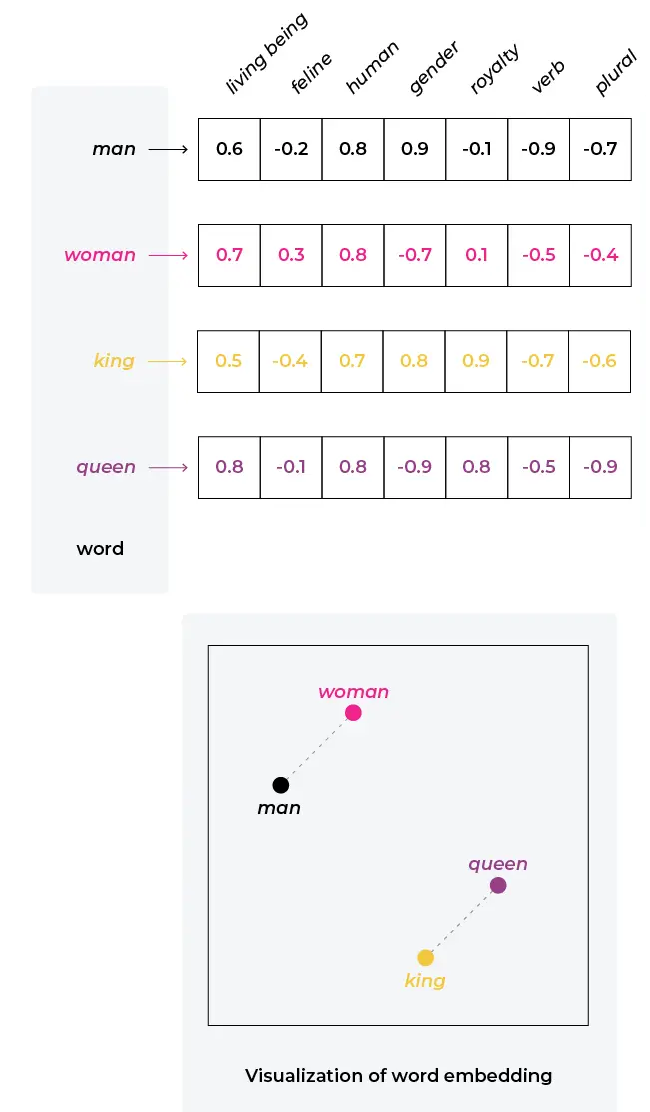 living being feline human gender royalty verb plural
man 0.6 -0.2 0.8 0.9 -0.1 -0.9 -0.7
woman 0.7 0.3 0.8 -0.7 0.1 -0.5 -0.4
king 0.5 -0.4 0.7 0.8 0.9 -0.7 -0.6
queen 0.8 -0.1 0.8 -0.9 0.8 -0.5 -0.9
word
woman
man
queen
king
Visualization of word embedding